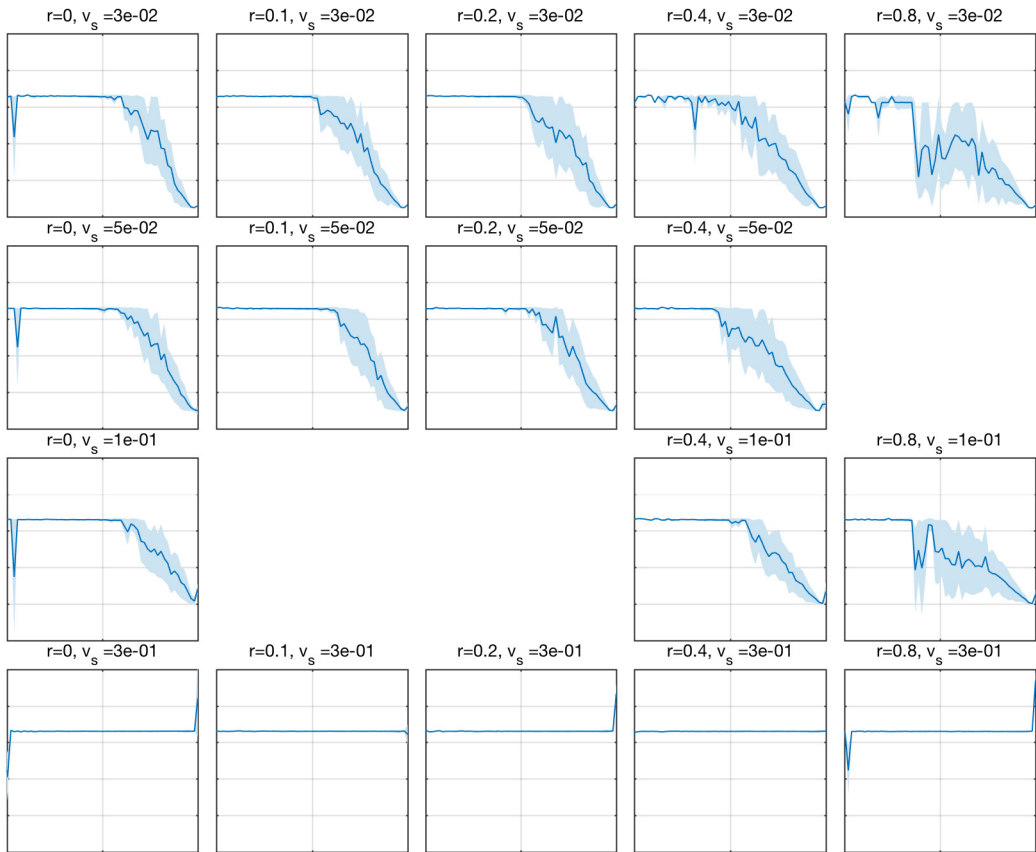 r=0, v_s =3e-02
r=0.1, v_s =3e-02
r=0.2, v_s =3e-02
r=0.4, v_s =3e-02
r=0.8, v_s =3e-02
r=0, v_s =5e-02
r=0.1, v_s =5e-02
r=0.2, v_s =5e-02
r=0.4, v_s =5e-02
r=0, v_s =1e-01
r=0.4, v_s =1e-01
r=0.8, v_s =1e-01
r=0, v_s =3e-01
r=0.1, v_s =3e-01
r=0.2, v_s =3e-01
r=0.4, v_s =3e-01
r=0.8, v_s =3e-01